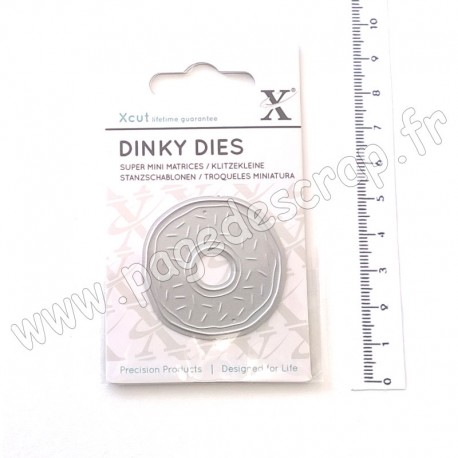 Xcut lifetime guarantee
X
DINKY DIES
SUPER MINI MATRICES / KLITZEKLEINE
STANZSCHABLONEN / TROQUELES MINIATURA
Precision Products | Designed for Life
www.pagedescrap.fr
10
9
8
7
6
5
4
3
2
1
0